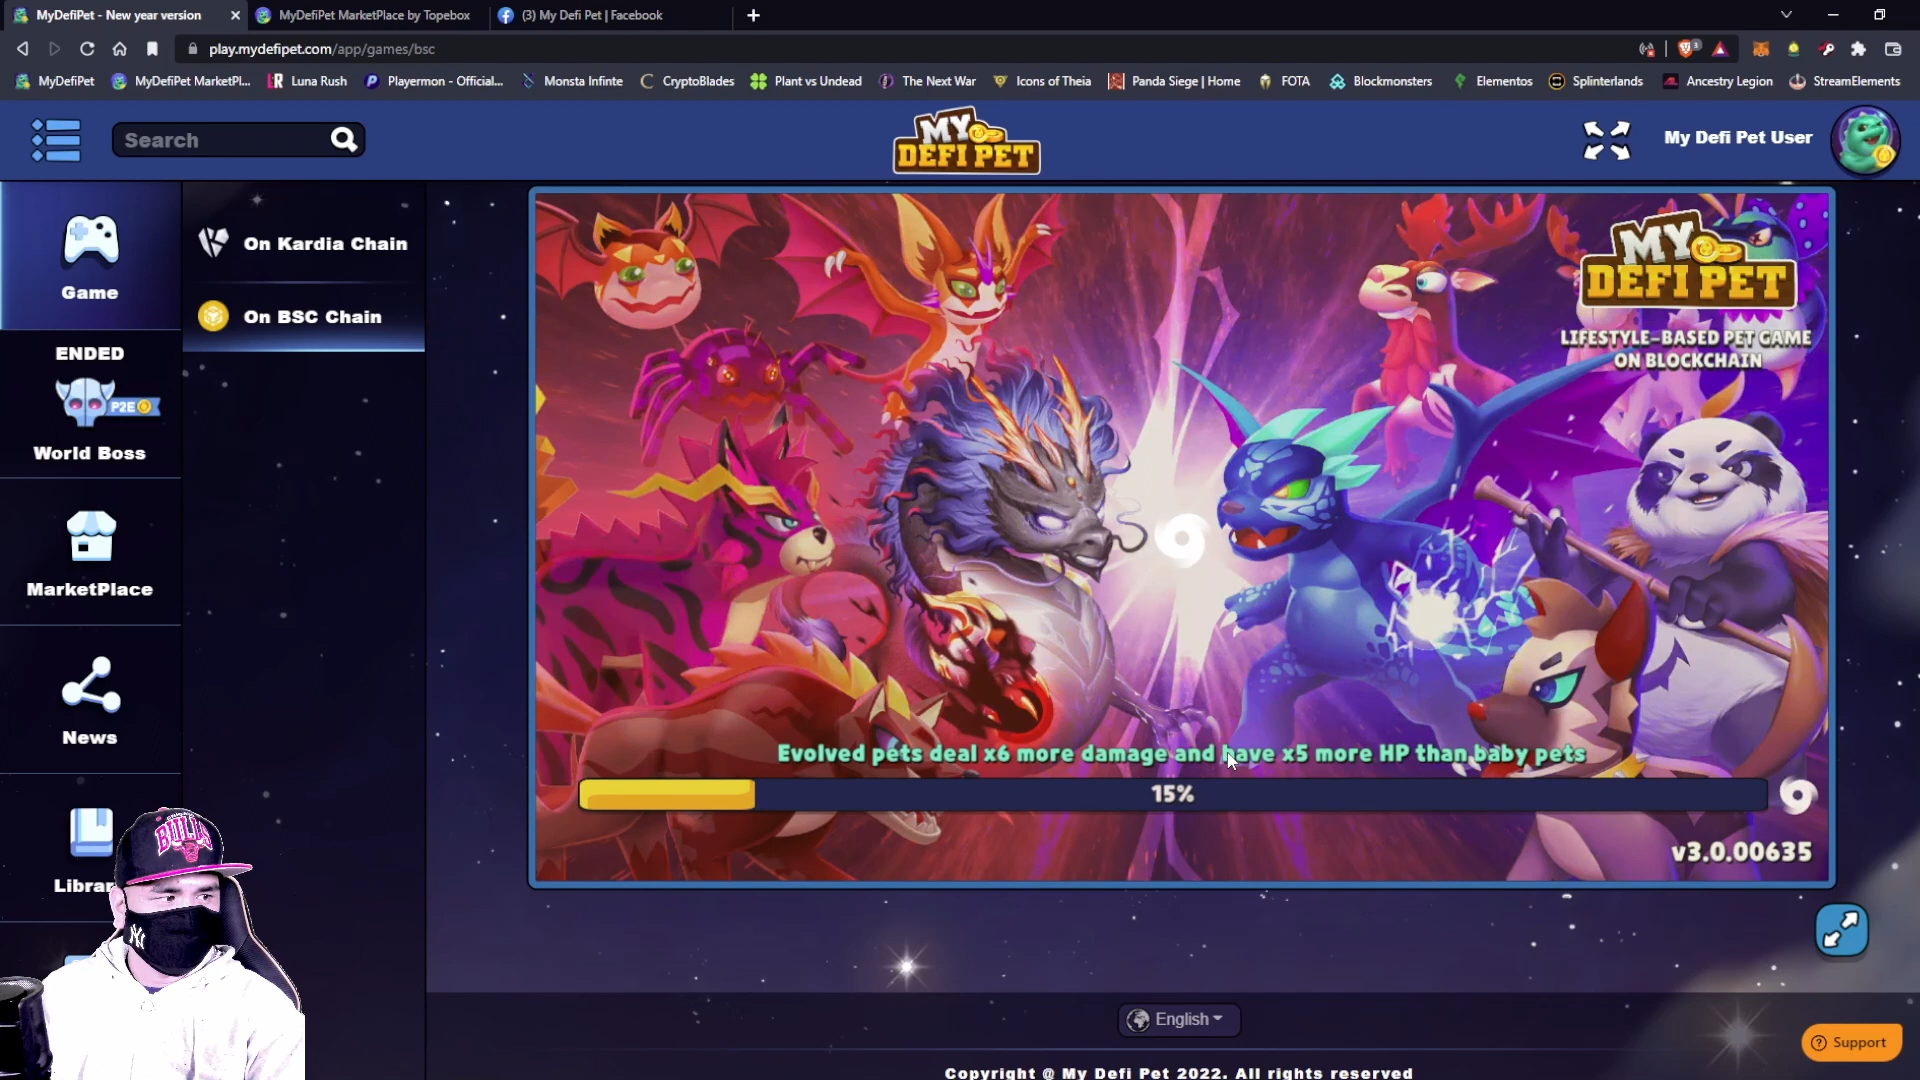 MyDefiPet - New year version
MyDefiPet MarketPlace by Topebox
(3) My Defi Pet | Facebook
play.mydefipet.com/app/games/bsc
MyDefiPet
MyDefiPet MarketPl...
Luna Rush
Playermon - Official...
Monsta Infinte
CryptoBlades
Plant vs Undead
The Next War
Icons of Theia
Panda Siege | Home
FOTA
Blockmonsters
Elementos
Splinterlands
Ancestry Legion
StreamElements
Search
MY
DEFI PET
My Defi Pet User
Game
On Kardia Chain
On BSC Chain
ENDED
P2E
World Boss
MarketPlace
News
Librar
MY
DEFI PET
LIFESTYLE-BASED PET GAME
ON BLOCKCHAIN
Evolved pets deal x6 more damage and have x5 more HP than baby pets
15%
v3.0.00635
BULLS
NY
English
Support
Copyright @ My Defi Pet 2022. All rights reserved